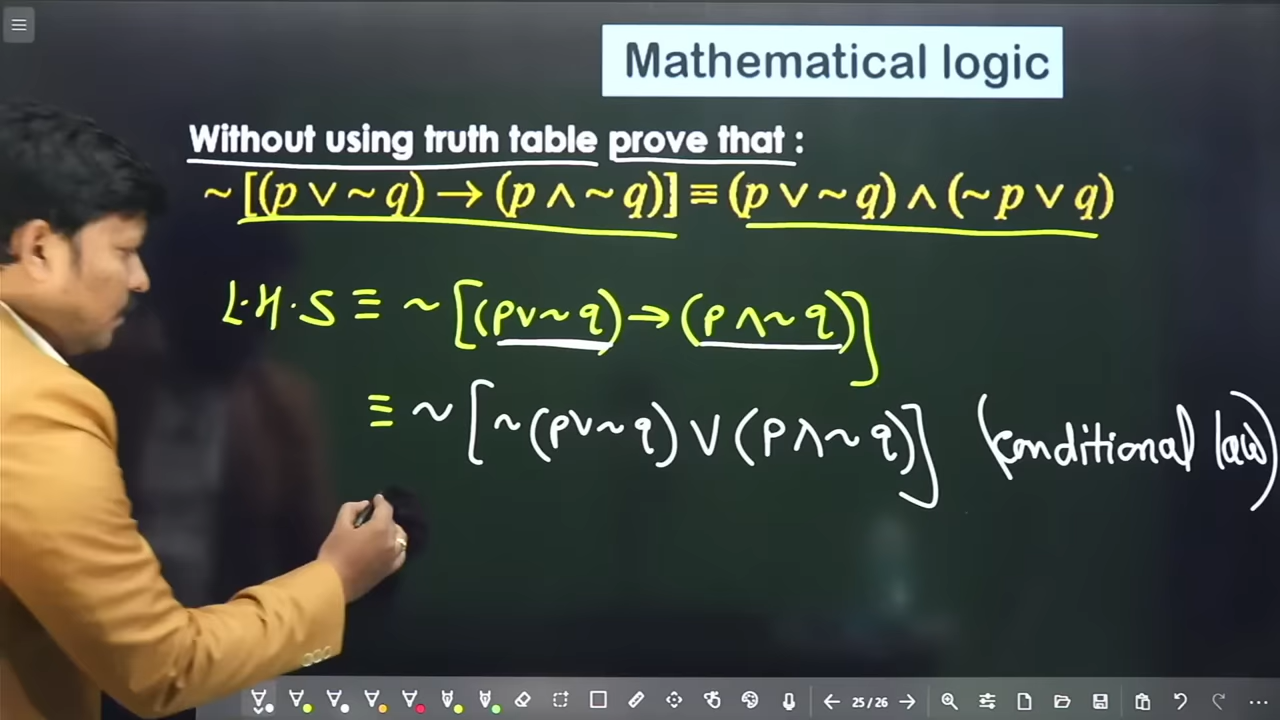 Mathematical logic
Without using truth table prove that :
~ [(p ∨ ~ q) → (p ∧ ~ q)] ≡ (p ∨ ~ q) ∧ (~ p ∨ q)
L.H.S ≡ ~ [(p∨~q) → (p∧~q)]
≡ ~ [~(p∨~q) ∨ (p∧~q)] (conditional law)
25 / 26